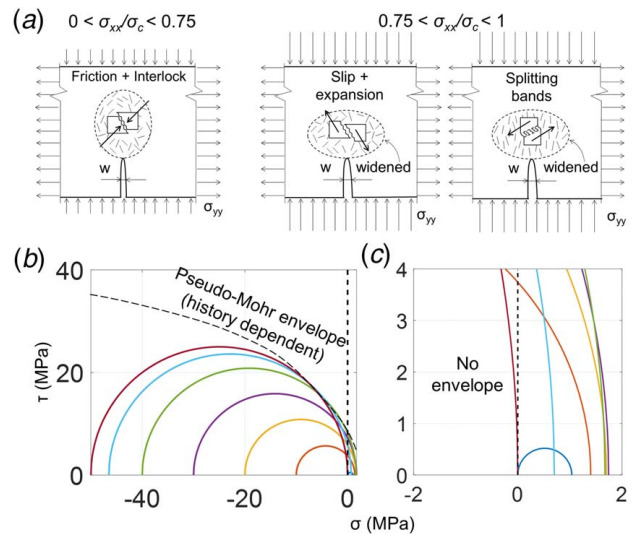 (a)
0 < σxx/σc < 0.75
0.75 < σxx/σc < 1
Friction + Interlock
w
σyy
Slip +
expansion
w
widened
Splitting
bands
w
widened
σyy
(b)
40
20
0
τ (MPa)
Pseudo-Mohr envelope
(history dependent)
-40
-20
0
σ (MPa)
(c)
4
3
2
1
0
No
envelope
-2
0
2